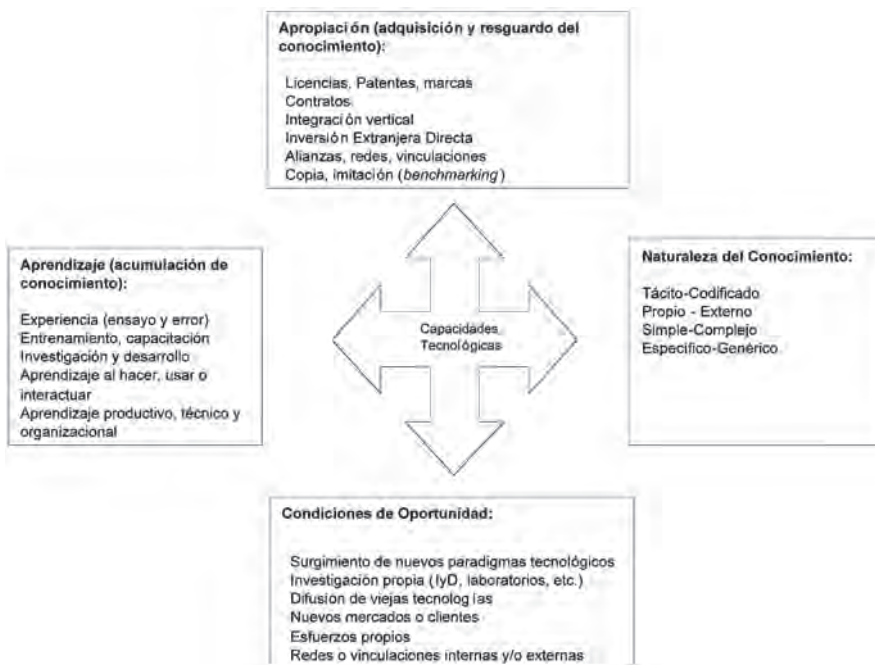 Apropiación (adquisición y resguardo del
conocimiento):
Licencias, Patentes, marcas
Contratos
Integración vertical
Inversión Extranjera Directa
Alianzas, redes, vinculaciones
Copia, imitación (benchmarking)
Aprendizaje (acumulación de
conocimiento):
Experiencia (ensayo y error)
Entrenamiento, capacitación
Investigación y desarrollo
Aprendizaje al hacer, usar o
interactuar
Aprendizaje productivo, técnico y
organizacional
Capacidades
Tecnológicas
Naturaleza del Conocimiento:
Tácito-Codificado
Propio - Externo
Simple-Complejo
Específico-Genérico
Condiciones de Oportunidad:
Surgimiento de nuevos paradigmas tecnológicos
Investigación propia (IyD, laboratorios, etc.)
Difusión de viejas tecnologías
Nuevos mercados o clientes
Esfuerzos propios
Redes o vinculaciones internas y/o externas